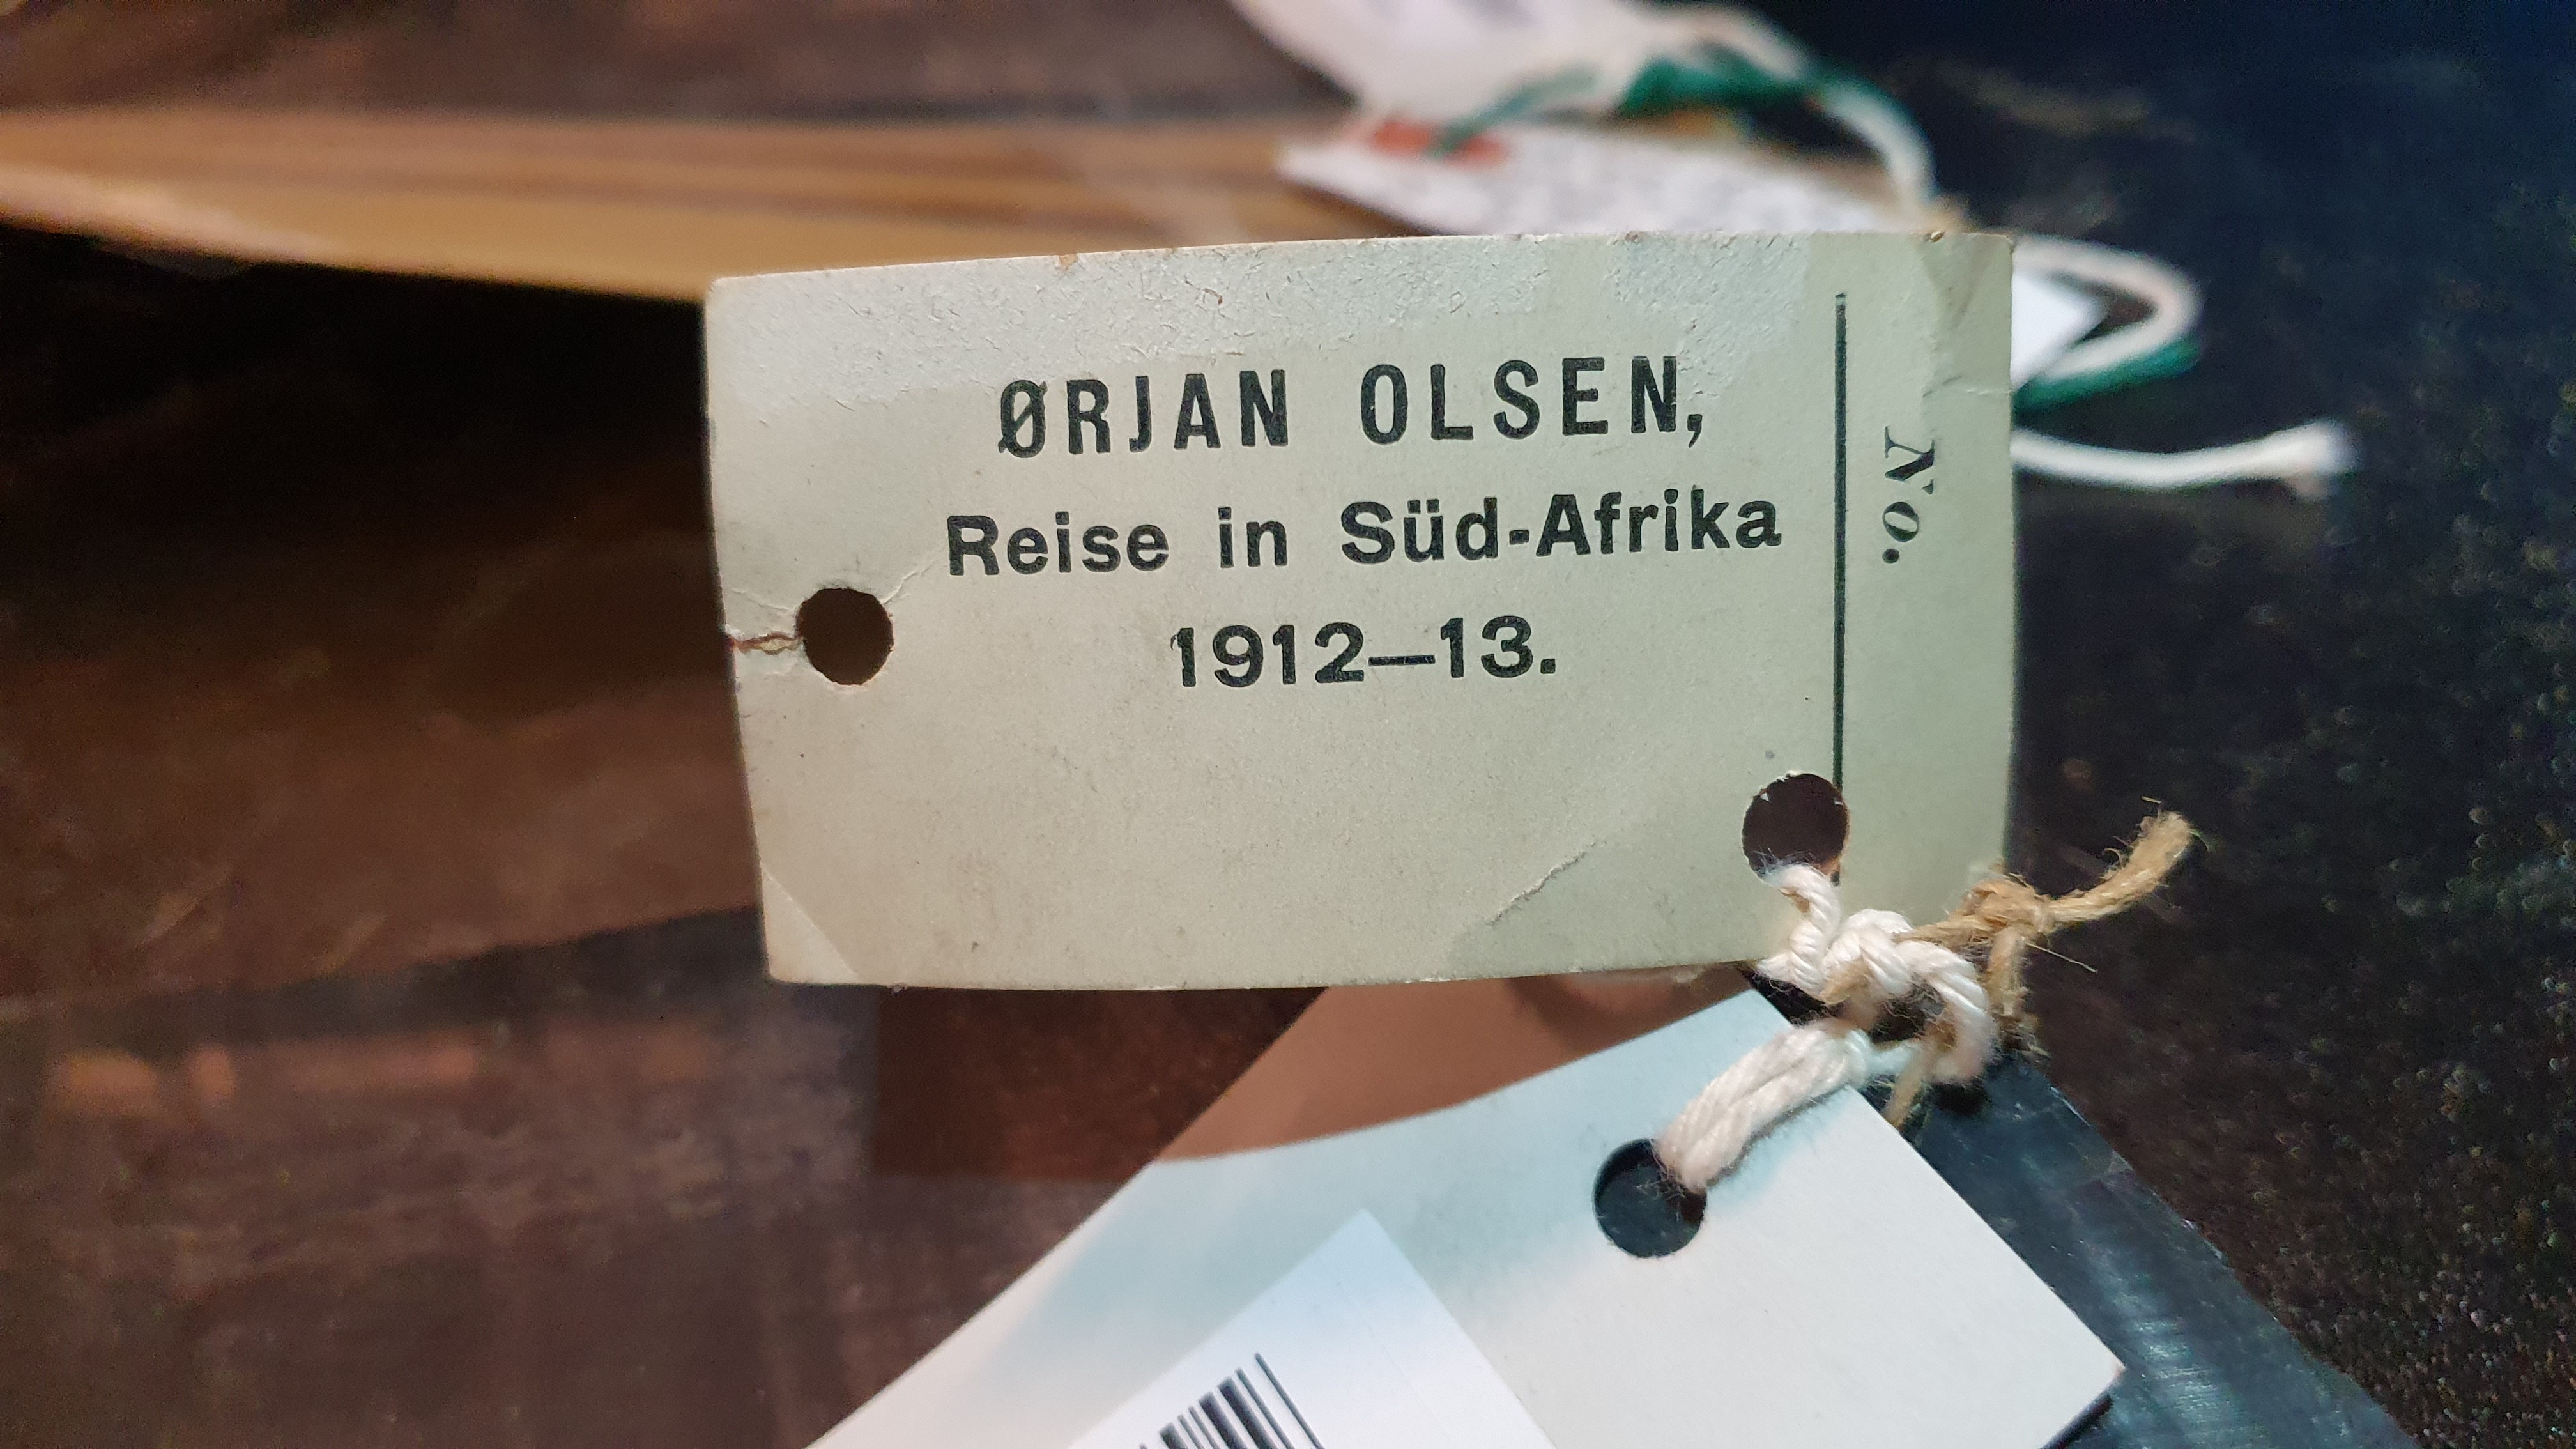 ØRJAN OLSEN,
Reise in Süd-Afrika
1912—13.
No.